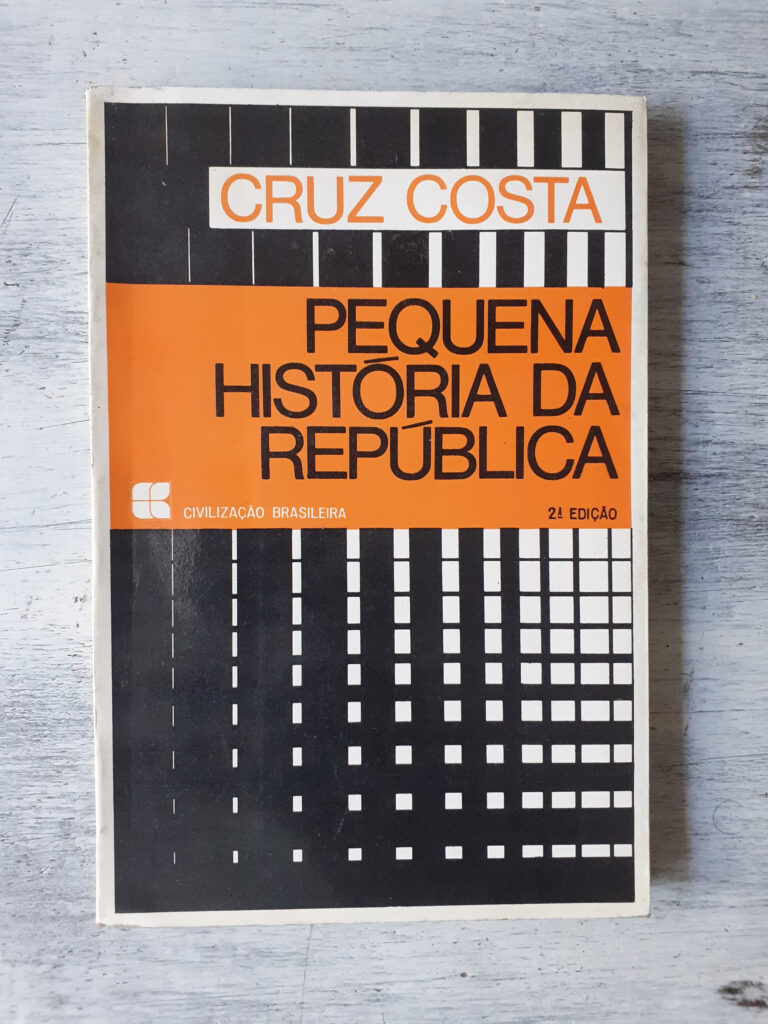 CRUZ COSTA
PEQUENA
HISTÓRIA DA
REPÚBLICA
CIVILIZAÇÃO BRASILEIRA
2ª EDIÇÃO